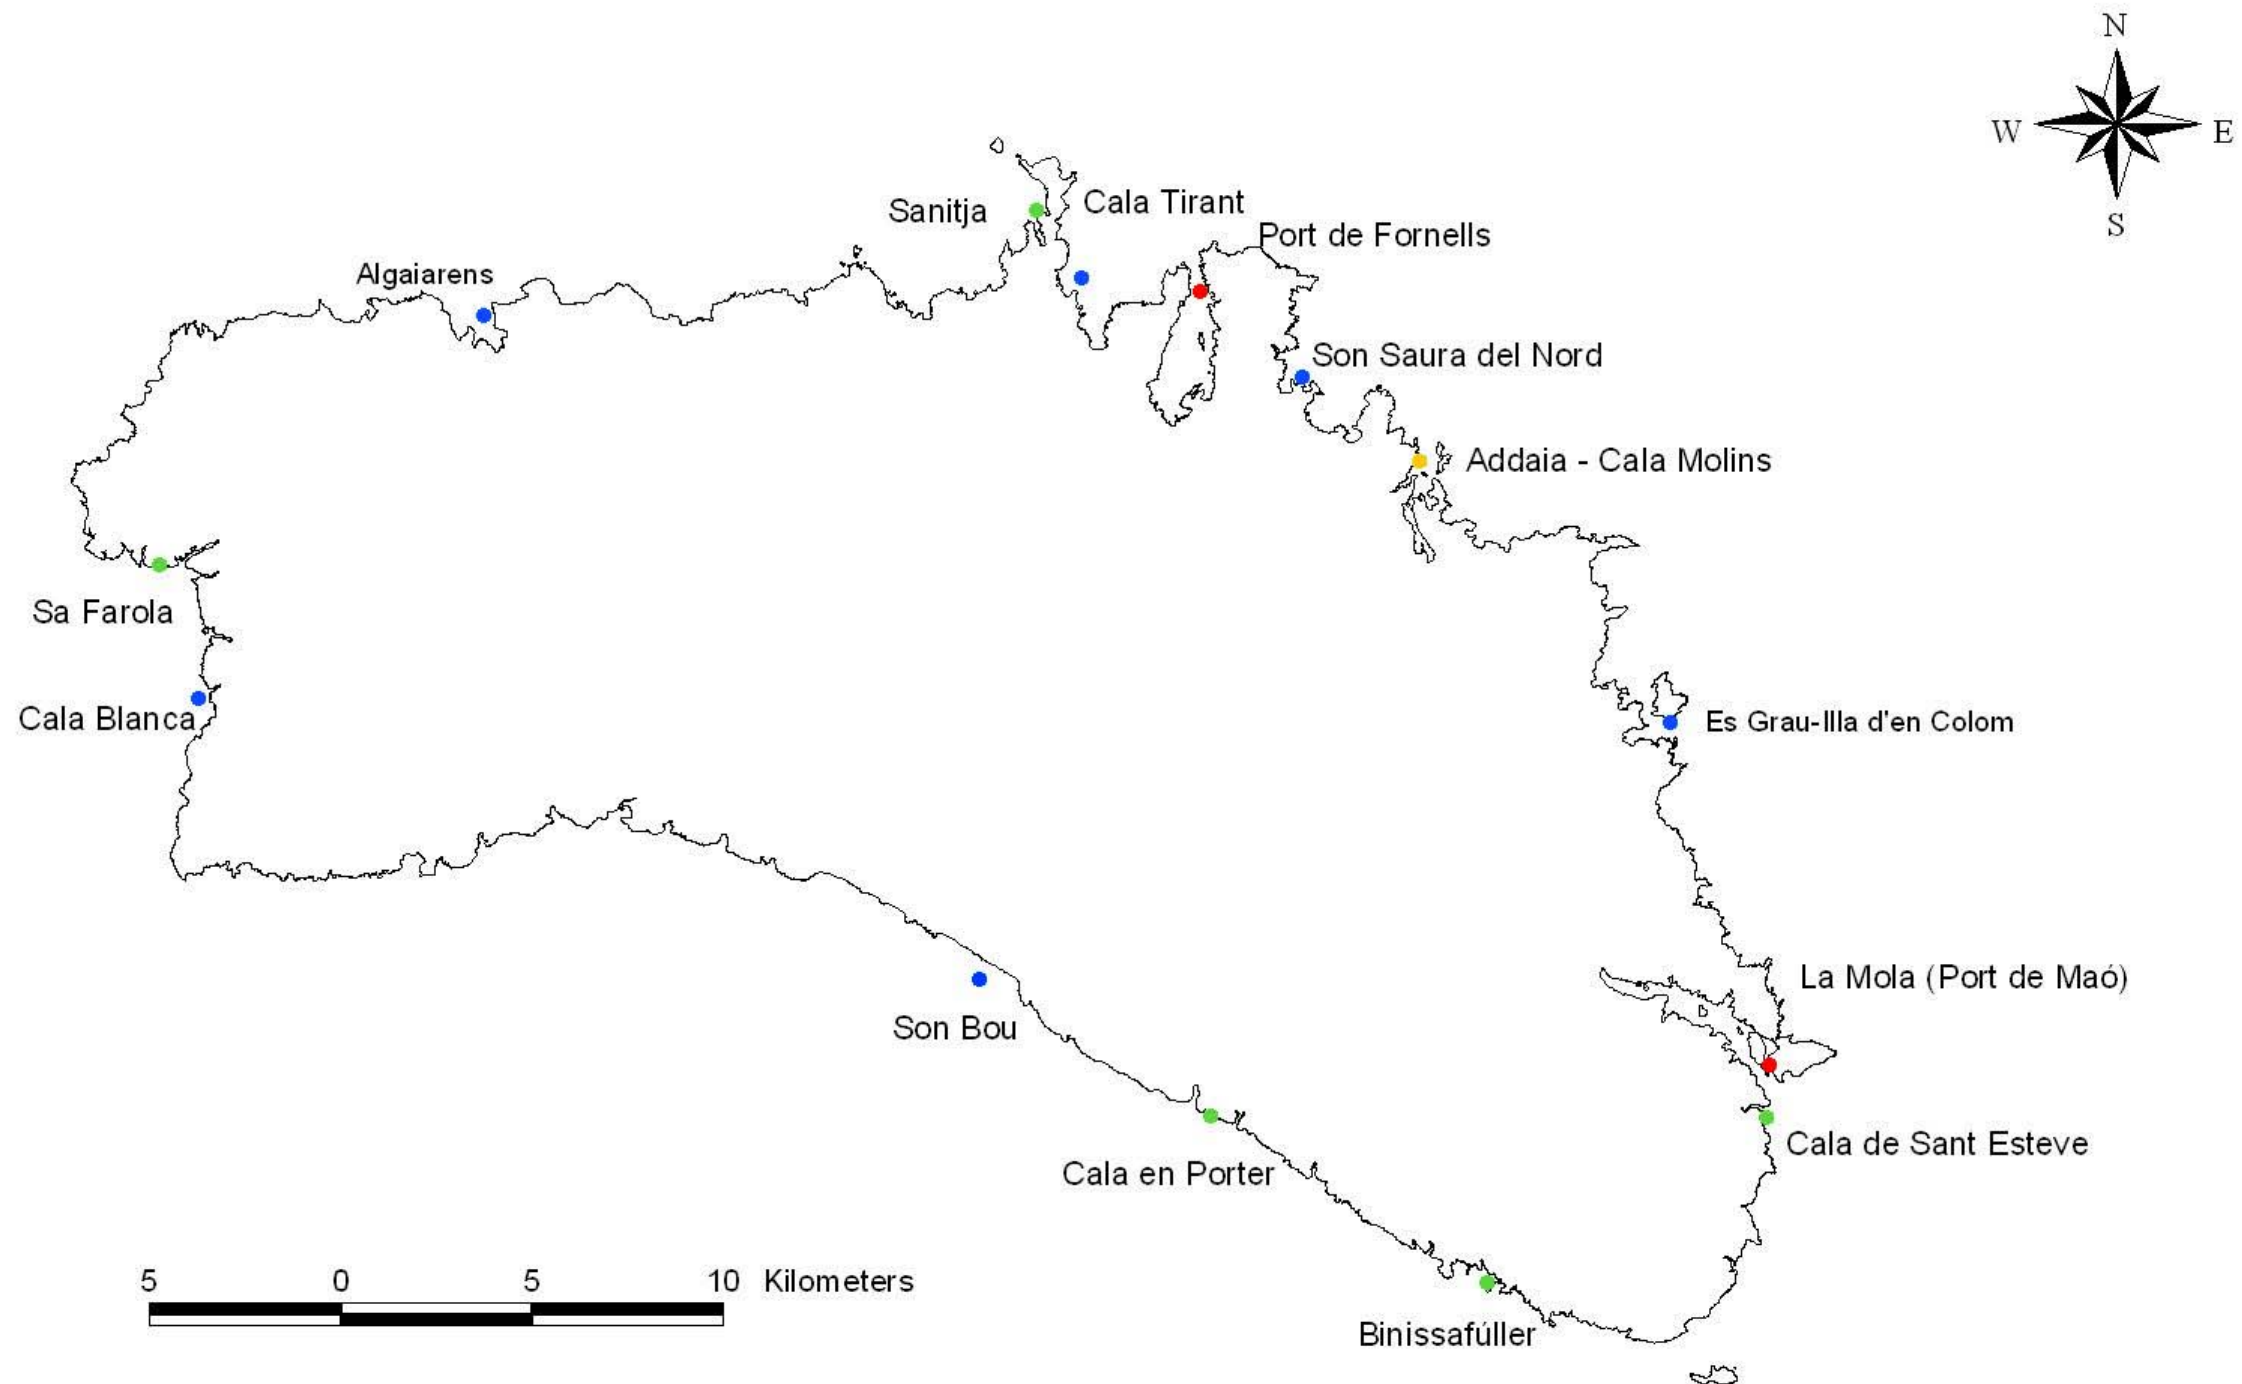 N
W E
S
Sanitja
Cala Tirant
Port de Fornells
Algaiarens
Son Saura del Nord
Addaia - Cala Molins
Sa Farola
Cala Blanca
Es Grau-Illa d'en Colom
La Mola (Port de Maó)
Son Bou
Cala de Sant Esteve
Cala en Porter
5 0 5 10 Kilometers
Binissafúller